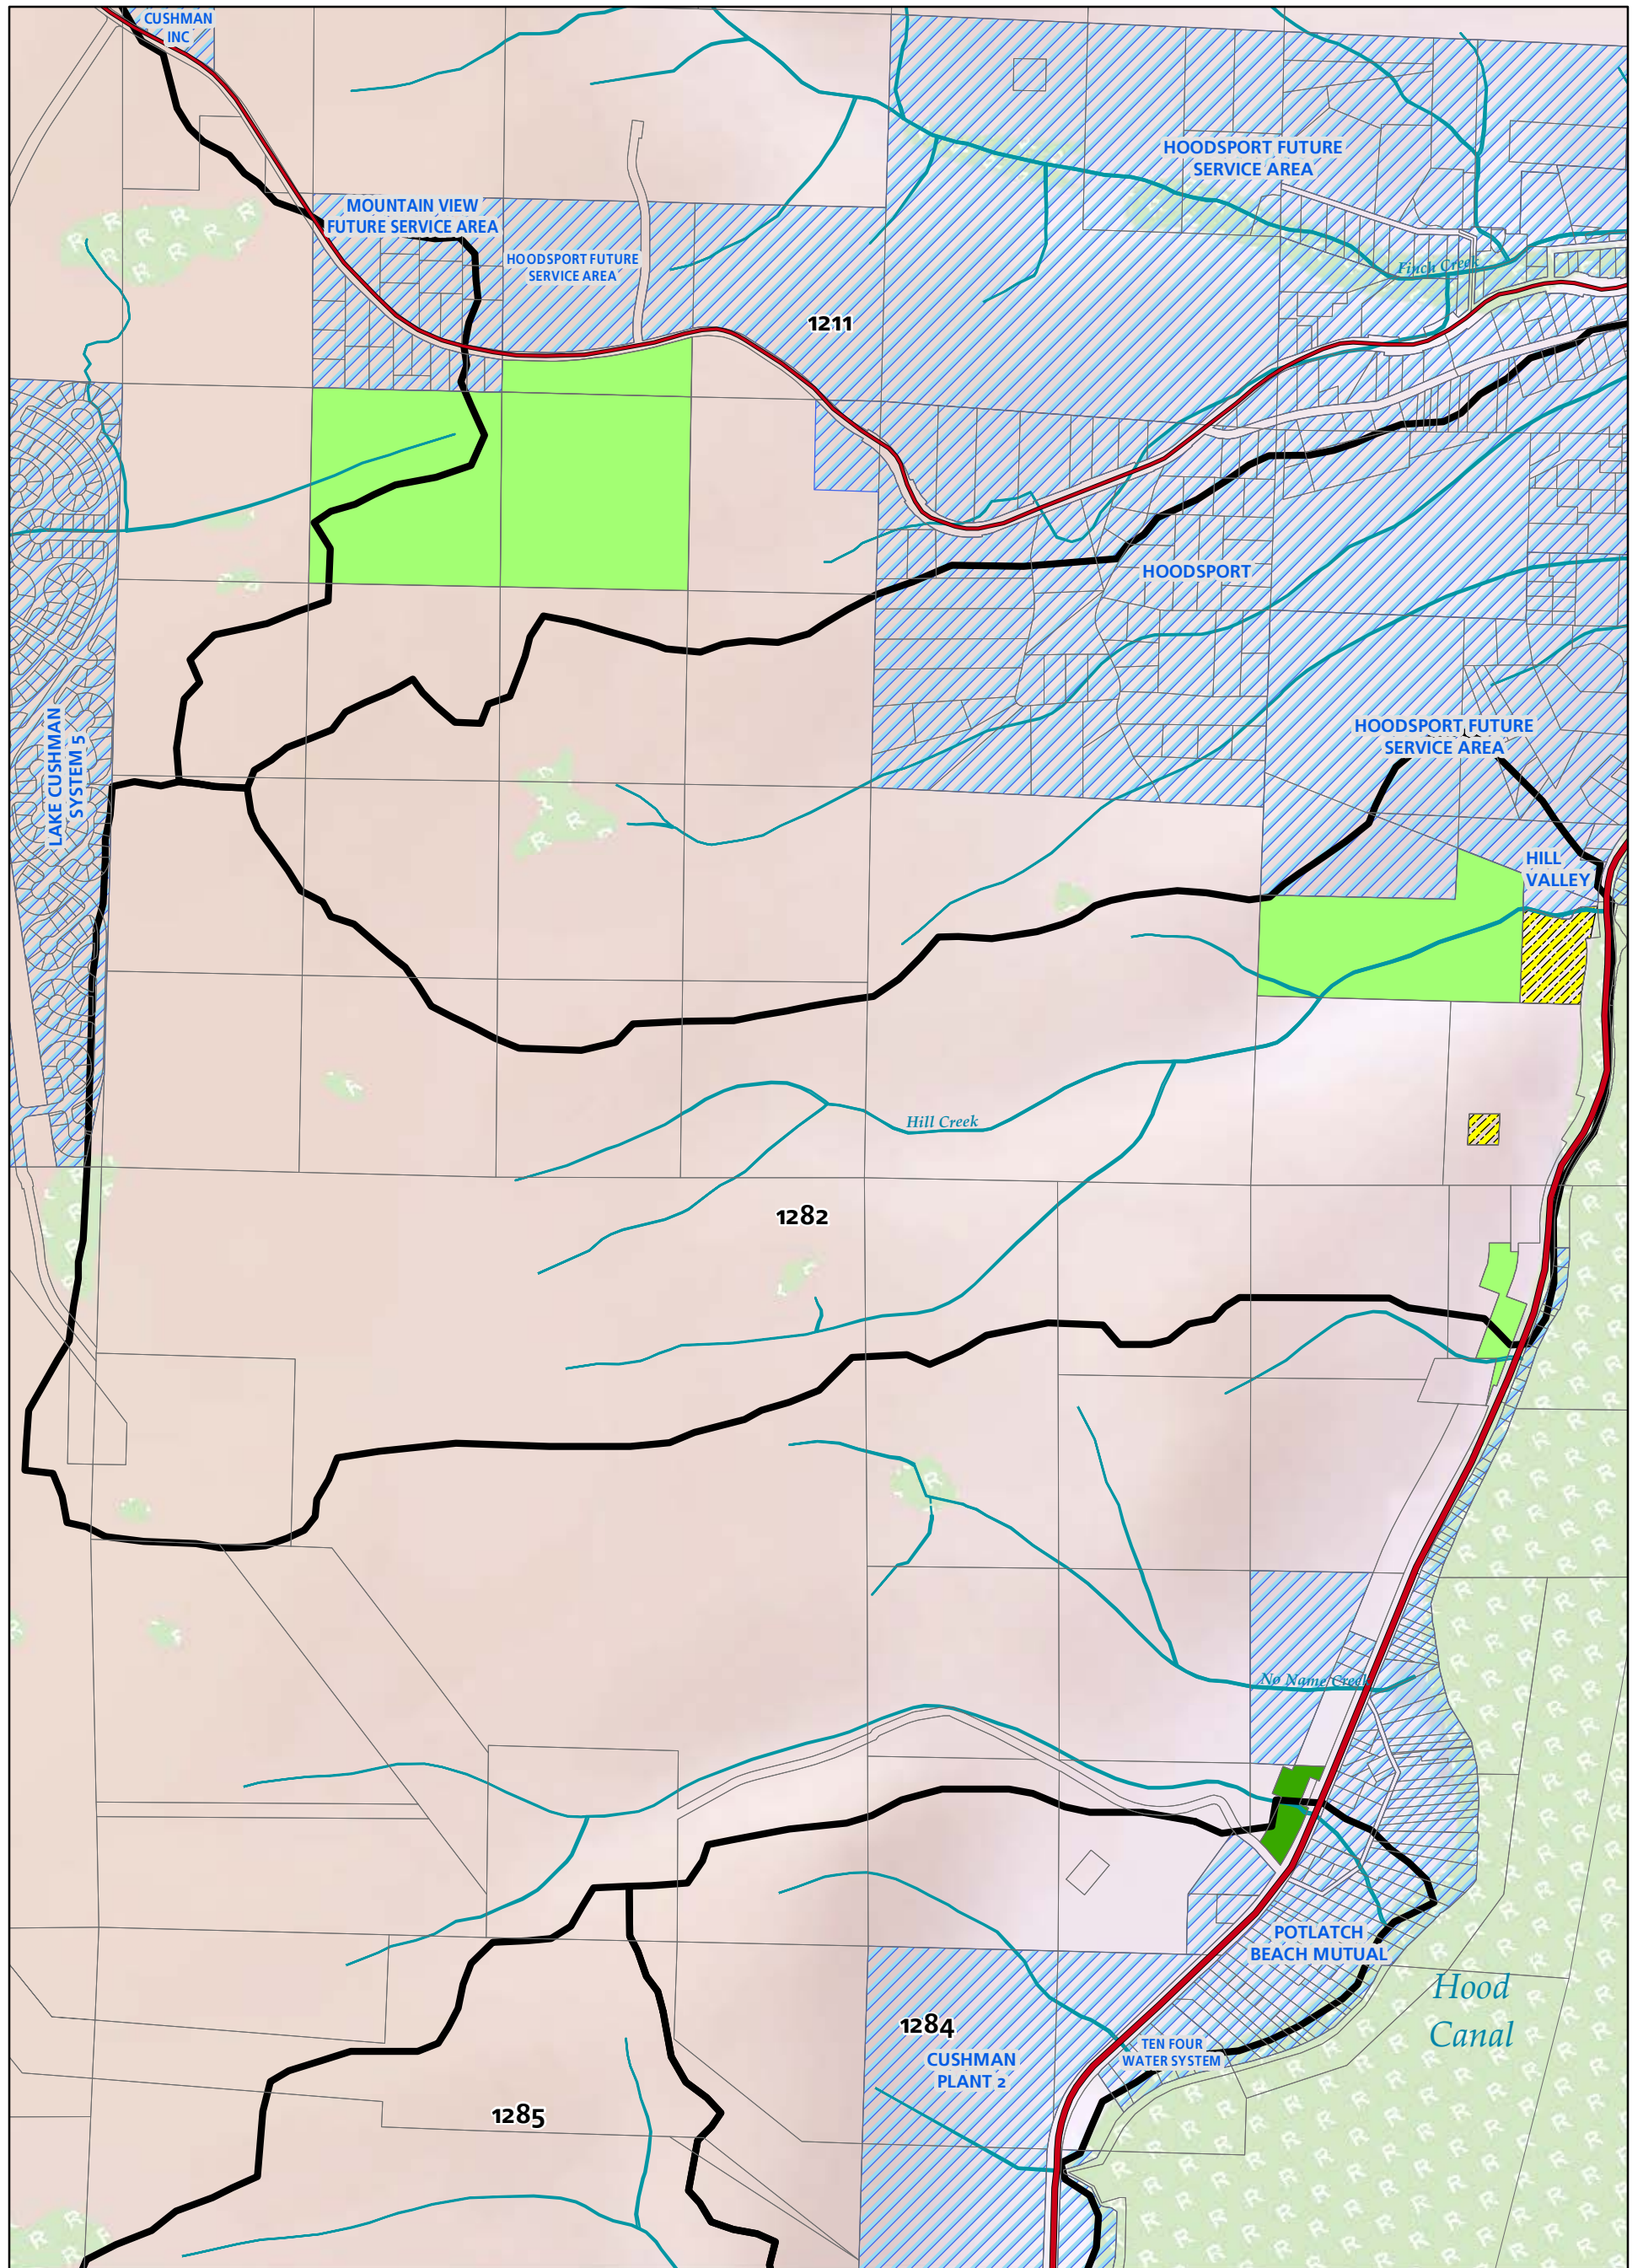 CUSHMAN
INC
HOODSPORT FUTURE
SERVICE AREA
MOUNTAIN VIEW
FUTURE SERVICE AREA
HOODSPORT FUTURE
SERVICE AREA
Finch Creek
1211
HOODSPORT
LAKE CUSHMAN
SYSTEM 5
HOODSPORT FUTURE
SERVICE AREA
HILL
VALLEY
Hill Creek
1282
No Name Creek
POTLATCH
BEACH MUTUAL
Hood
Canal
1284
CUSHMAN
PLANT 2
TEN FOUR
WATER SYSTEM
1285